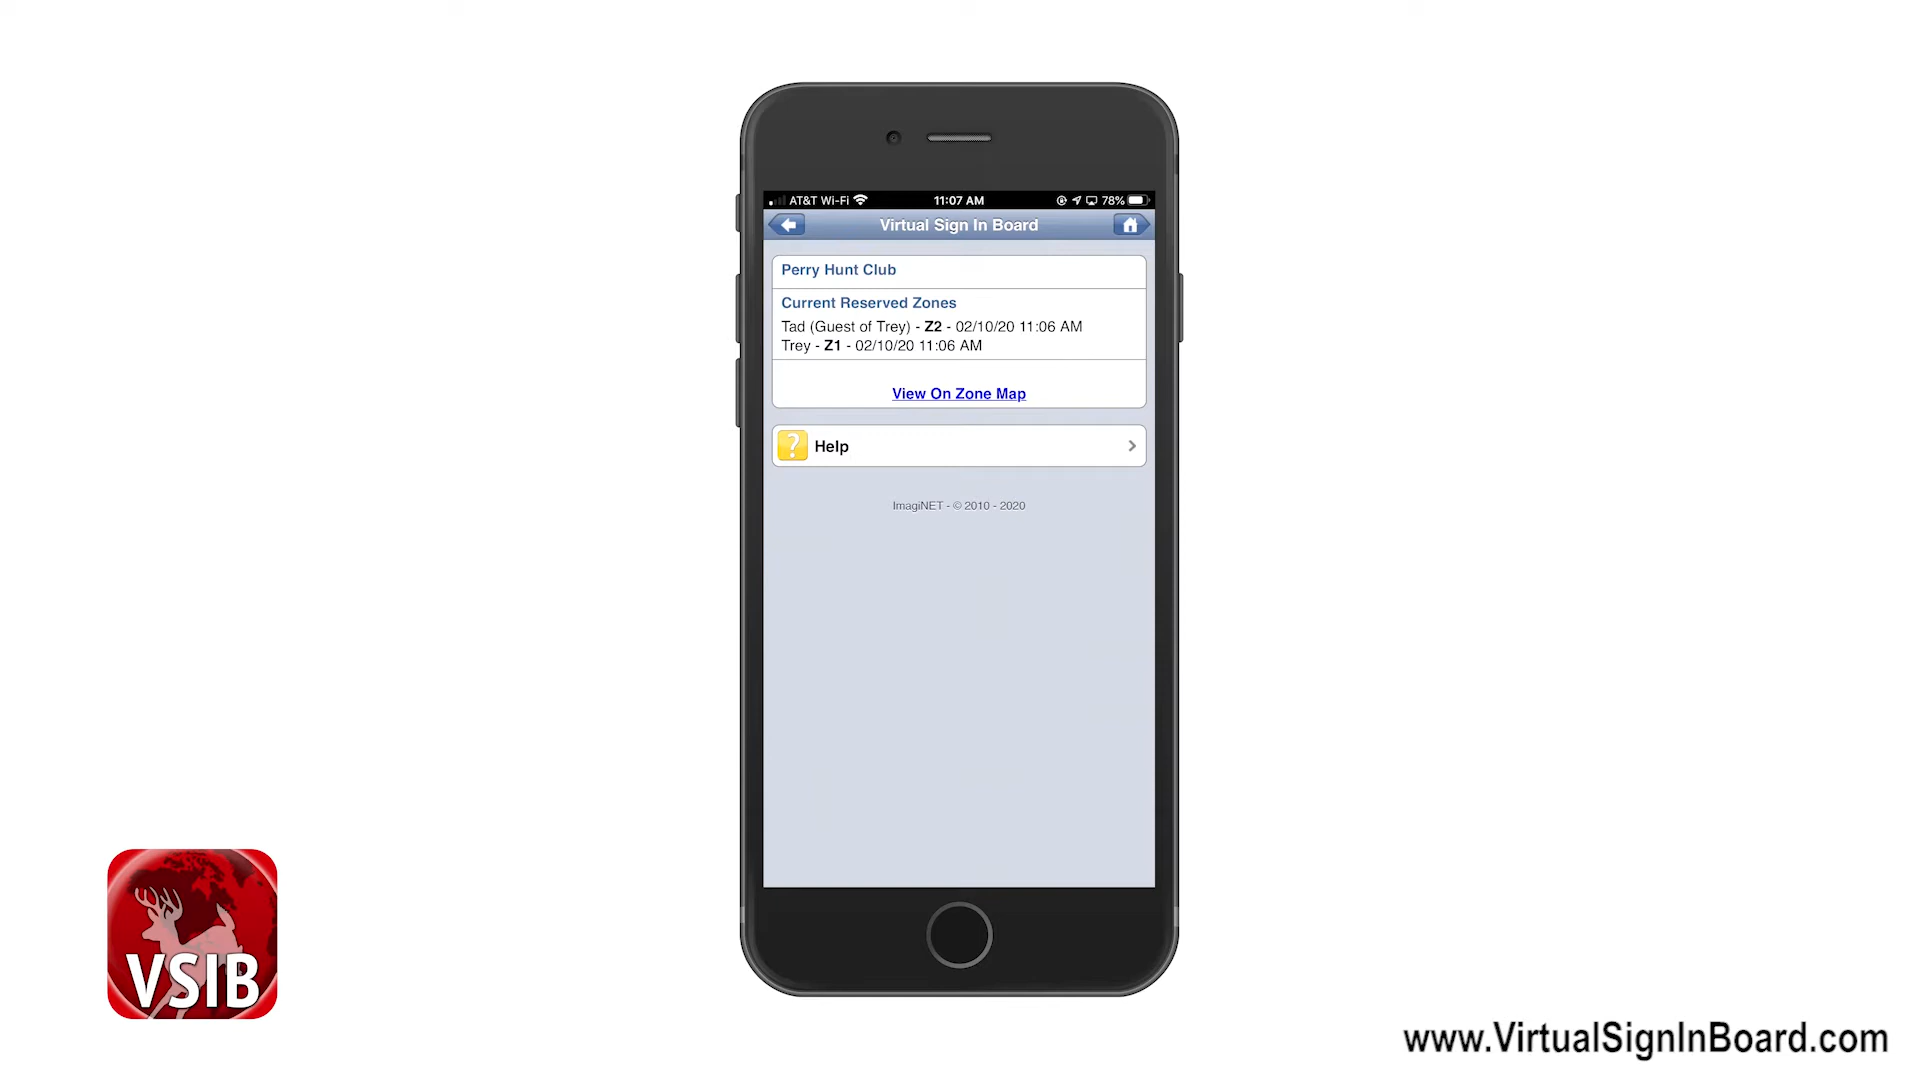 AT&T Wi-Fi 11:07 AM 78%
Virtual Sign In Board
Perry Hunt Club
Current Reserved Zones
Tad (Guest of Trey) - Z2 - 02/10/20 11:06 AM
Trey - Z1 - 02/10/20 11:06 AM
View On Zone Map
? Help
ImagiNET - © 2010 - 2020
VSIB
www.VirtualSignInBoard.com